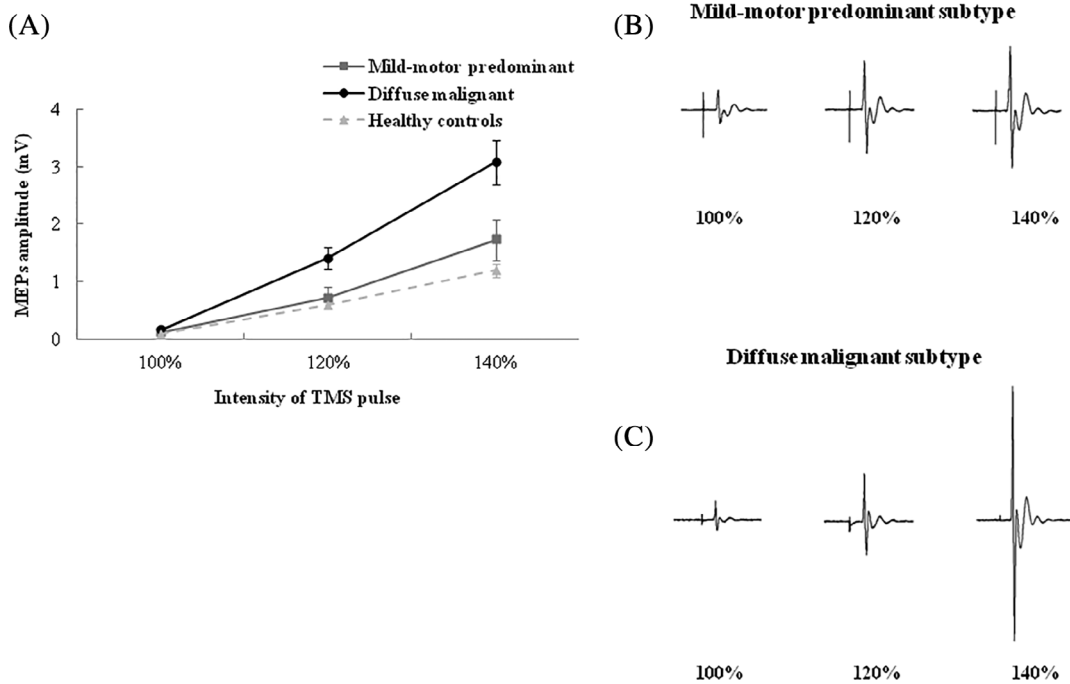 (A)
Mild-motor predominant
Diffuse malignant
Healthy controls
MEPs amplitude (mV)
4
3
2
1
0
100%
120%
140%
Intensity of TMS pulse
(B)
Mild-motor predominant subtype
100%
120%
140%
Diffuse malignant subtype
(C)
100%
120%
140%